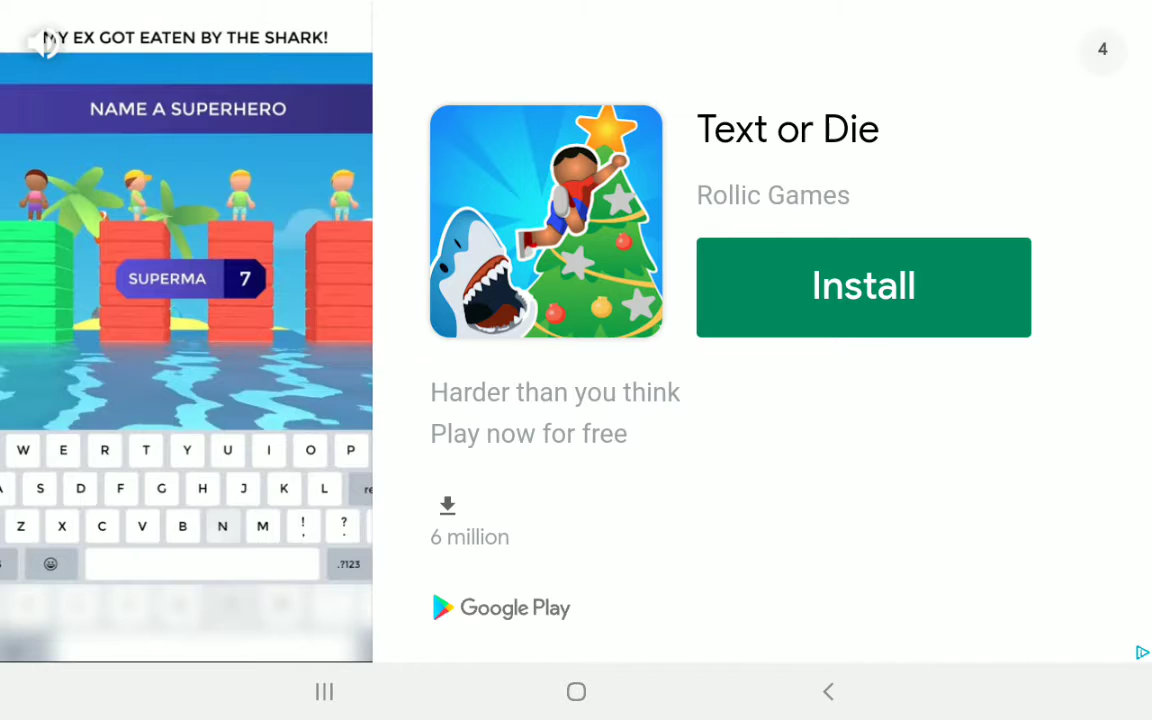 MY EX GOT EATEN BY THE SHARK!
NAME A SUPERHERO
SUPERMA 7
W E R T Y U I O P
A S D F G H J K L re
Z X C V B N M ! , ? .
.?123
4
Text or Die
Rollic Games
Install
Harder than you think
Play now for free
6 million
Google Play